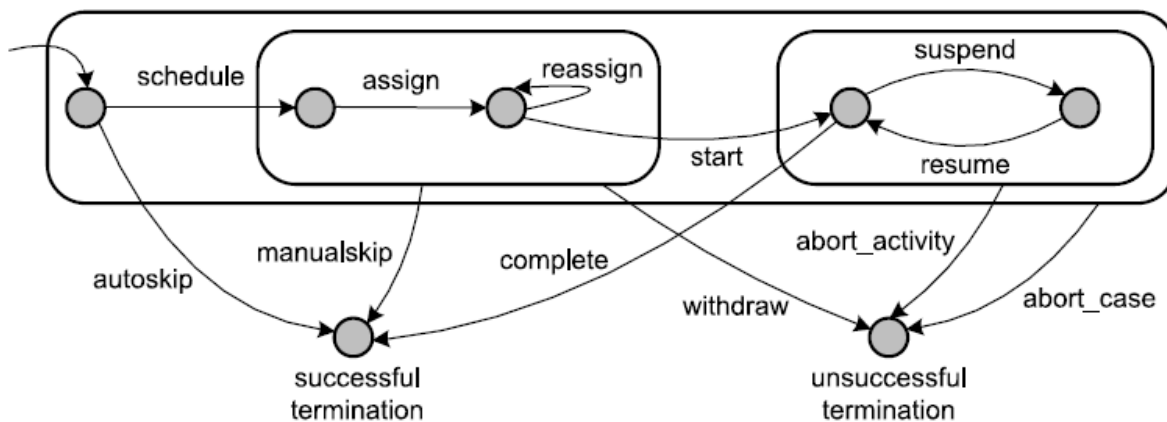 suspend
schedule
assign
reassign
start
resume
manualskip
complete
abort_activity
autoskip
withdraw
abort_case
successful
termination
unsuccessful
termination